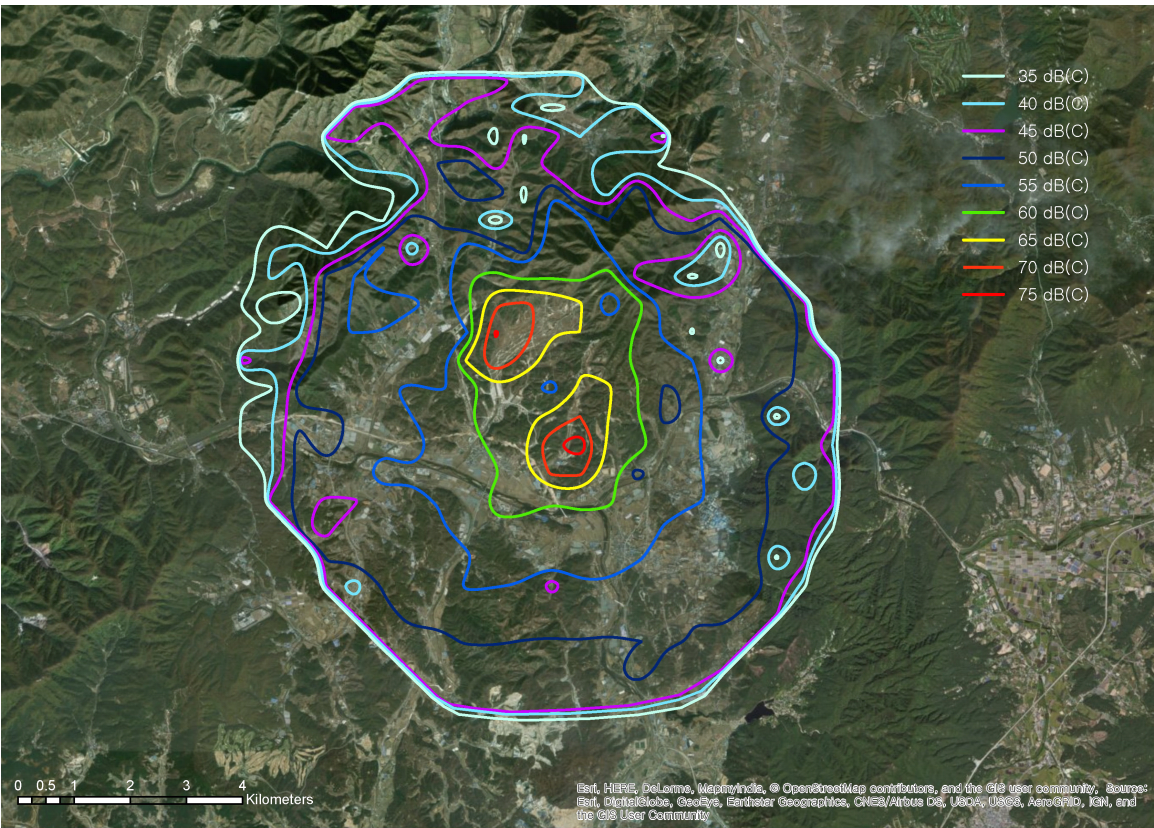 35 dB(C)
40 dB(C)
45 dB(C)
50 dB(C)
55 dB(C)
60 dB(C)
65 dB(C)
70 dB(C)
75 dB(C)
0 0.5 1 2 3 4
Kilometers
Esri, HERE, DeLorme, MapmyIndia, © OpenStreetMap contributors, and the GIS user community, Source:
Esri, DigitalGlobe, GeoEye, Earthstar Geographics, CNES/Airbus DS, USDA, USGS, AeroGRID, IGN, and
the GIS User Community